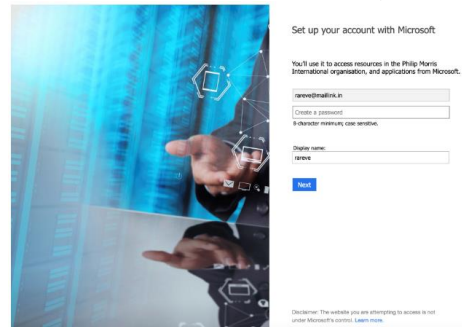 Set up your account with Microsoft
You'll use it to access resources in the Philip Morris
International organisation, and applications from Microsoft.
rareve@maillink.in
Create a password
8-character minimum; case sensitive.
Display name:
rareve
Next
Disclaimer: The website you are attempting to access is not
under Microsoft's control. Learn more.